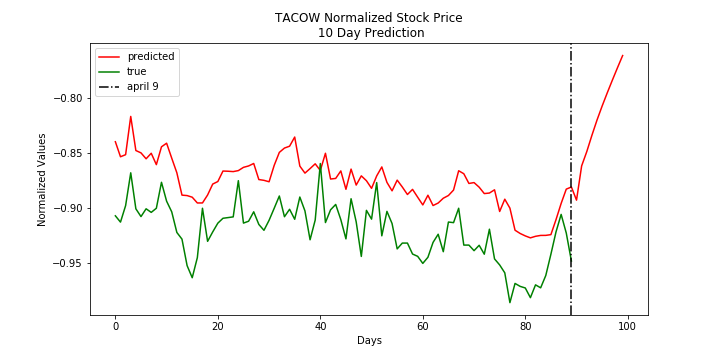 TACOW Normalized Stock Price
10 Day Prediction
predicted
true
april 9
Normalized Values
−0.80
−0.85
−0.90
−0.95
0
20
40
60
80
100
Days